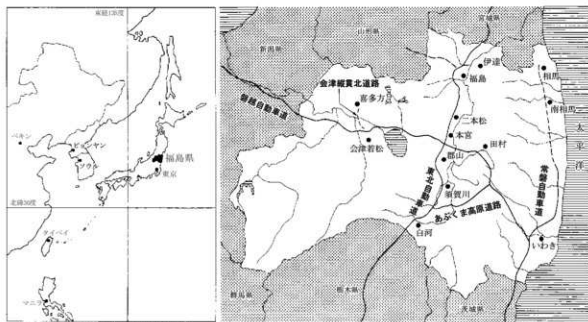 東経135度
ペキン
ピョンヤン
ソウル
福島県
東京
北緯30度
タイペイ
マニラ
宮城県
山形県
新潟県
伊達
福島
相馬
会津縦貫北道路
喜多方
南相馬
磐越自動車道
二本松
本宮
会津若松
田村
郡山
太平洋
東北自動車道
須賀川
常磐自動車道
あぶくま高原道路
白河
いわき
群馬県
栃木県
茨城県